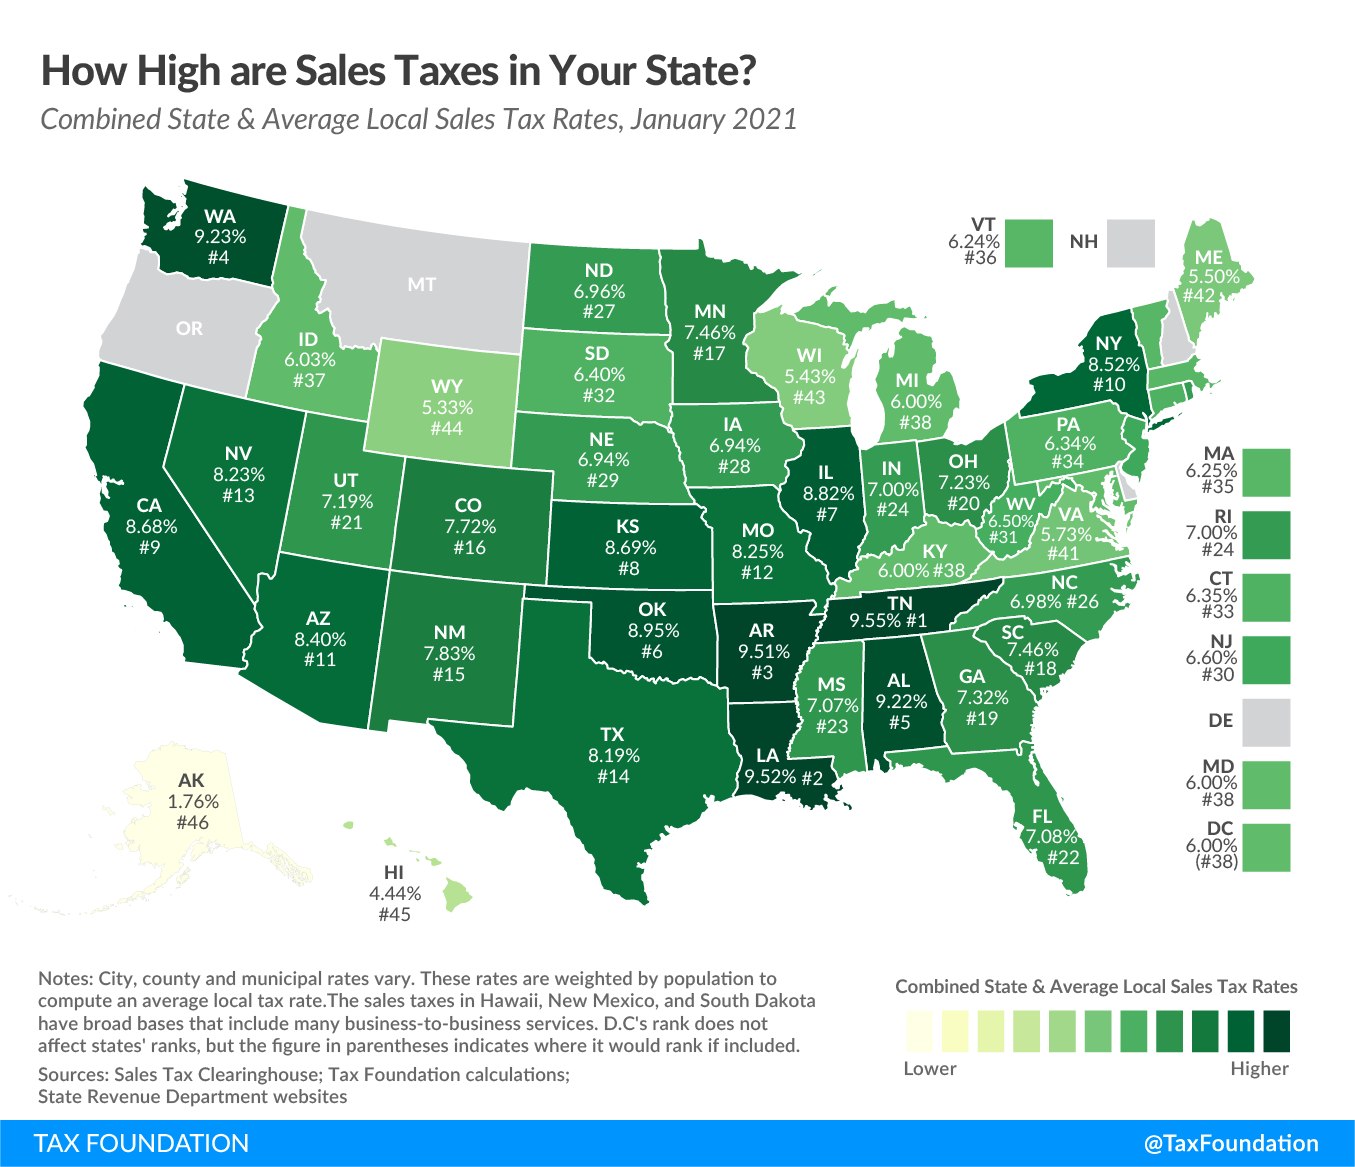 How High are Sales Taxes in Your State?
Combined State & Average Local Sales Tax Rates, January 2021
WA
9.23%
#4
OR
ID
6.03%
#37
MT
WY
5.33%
#44
ND
6.96%
#27
SD
6.40%
#32
NE
6.94%
#29
MN
7.46%
#17
IA
6.94%
#28
WI
5.43%
#43
MI
6.00%
#38
VT
6.24%
#36
NH
ME
5.50%
#42
NY
8.52%
#10
PA
6.34%
#34
CA
8.68%
#9
NV
8.23%
#13
UT
7.19%
#21
CO
7.72%
#16
KS
8.69%
#8
MO
8.25%
#12
IL
8.82%
#7
IN
7.00%
#24
OH
7.23%
#20
WV
6.50%
#31
VA
5.73%
#41
KY
6.00% #38
TN
9.55% #1
NC
6.98% #26
SC
7.46%
#18
AZ
8.40%
#11
NM
7.83%
#15
OK
8.95%
#6
AR
9.51%
#3
TX
8.19%
#14
LA
9.52% #2
MS
7.07%
#23
AL
9.22%
#5
GA
7.32%
#19
FL
7.08%
#22
AK
1.76%
#46
HI
4.44%
#45
MA
6.25%
#35
RI
7.00%
#24
CT
6.35%
#33
NJ
6.60%
#30
DE
MD
6.00%
#38
DC
6.00%
(#38)
Notes: City, county and municipal rates vary. These rates are weighted by population to
compute an average local tax rate.The sales taxes in Hawaii, New Mexico, and South Dakota
have broad bases that include many business-to-business services. D.C's rank does not
affect states' ranks, but the figure in parentheses indicates where it would rank if included.
Sources: Sales Tax Clearinghouse; Tax Foundation calculations;
State Revenue Department websites
Combined State & Average Local Sales Tax Rates
Lower
Higher
TAX FOUNDATION
@TaxFoundation